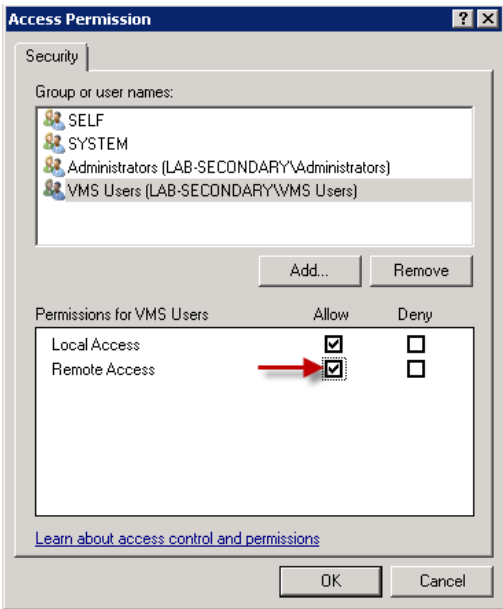 Access Permission
Security
Group or user names:
SELF
SYSTEM
Administrators (LAB-SECONDARY\Administrators)
VMS Users (LAB-SECONDARY\VMS Users)
Add... Remove
Permissions for VMS Users Allow Deny
Local Access
Remote Access
Learn about access control and permissions
OK Cancel